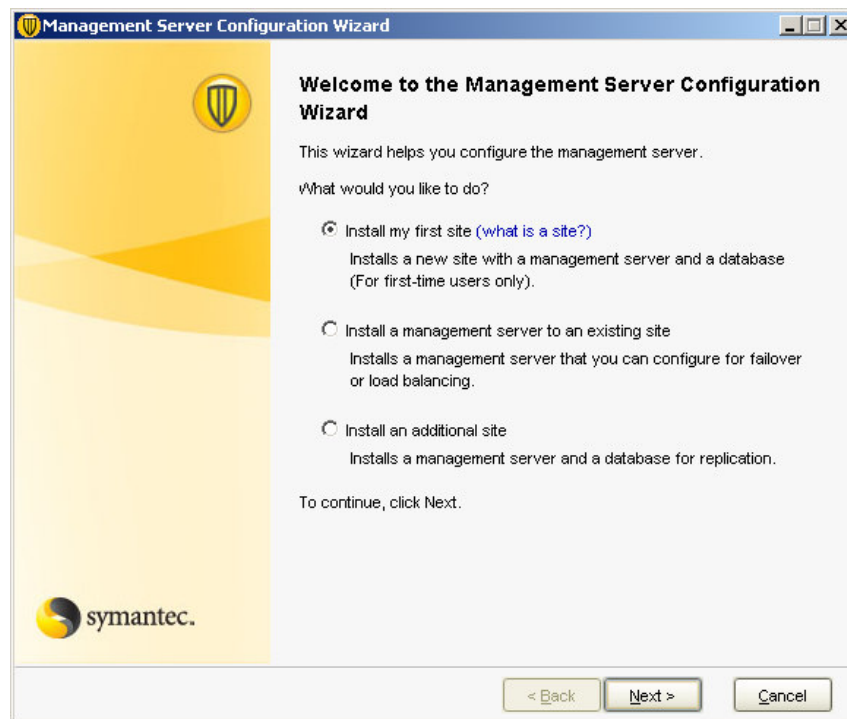 Management Server Configuration Wizard
Welcome to the Management Server Configuration
Wizard
This wizard helps you configure the management server.
What would you like to do?
Install my first site (what is a site?)
Installs a new site with a management server and a database
(For first-time users only).
Install a management server to an existing site
Installs a management server that you can configure for failover
or load balancing.
Install an additional site
Installs a management server and a database for replication.
To continue, click Next.
symantec.
< Back Next > Cancel